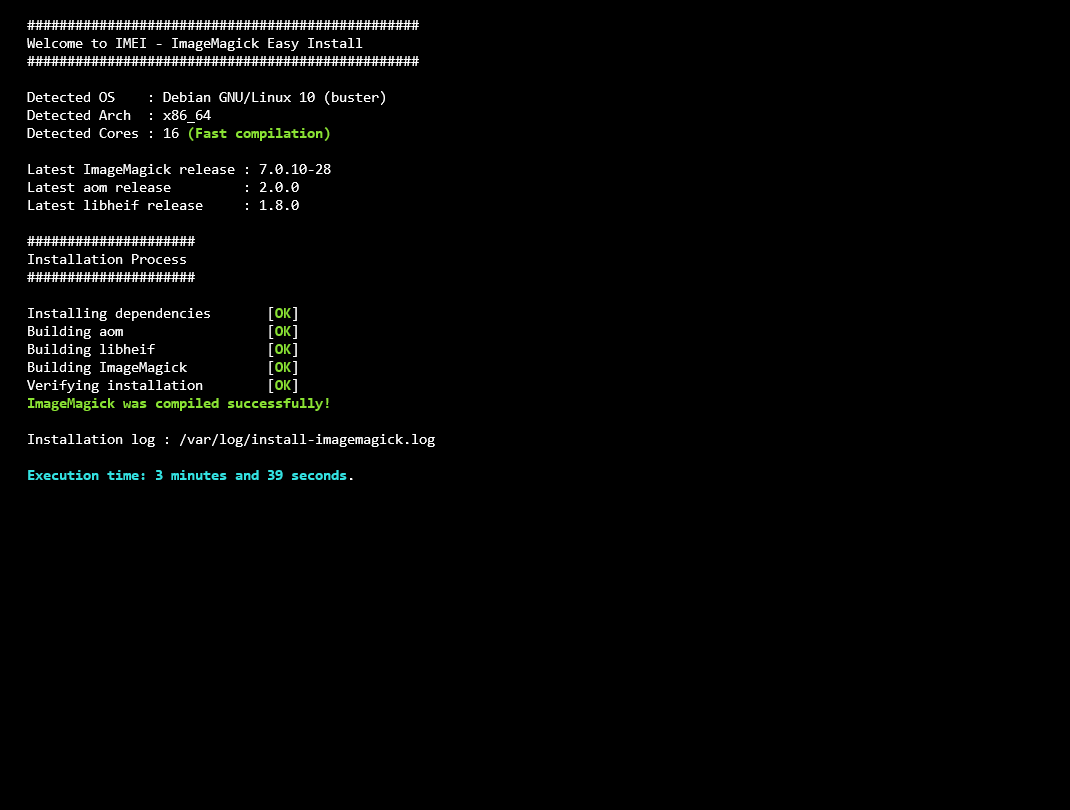 #################################################
Welcome to IMEI - ImageMagick Easy Install
#################################################
Detected OS    : Debian GNU/Linux 10 (buster)
Detected Arch  : x86_64
Detected Cores : 16 (Fast compilation)
Latest ImageMagick release : 7.0.10-28
Latest aom release         : 2.0.0
Latest libheif release     : 1.8.0
#####################
Installation Process
#####################
Installing dependencies       [OK]
Building aom                  [OK]
Building libheif              [OK]
Building ImageMagick          [OK]
Verifying installation        [OK]
ImageMagick was compiled successfully!
Installation log : /var/log/install-imagemagick.log
Execution time: 3 minutes and 39 seconds.